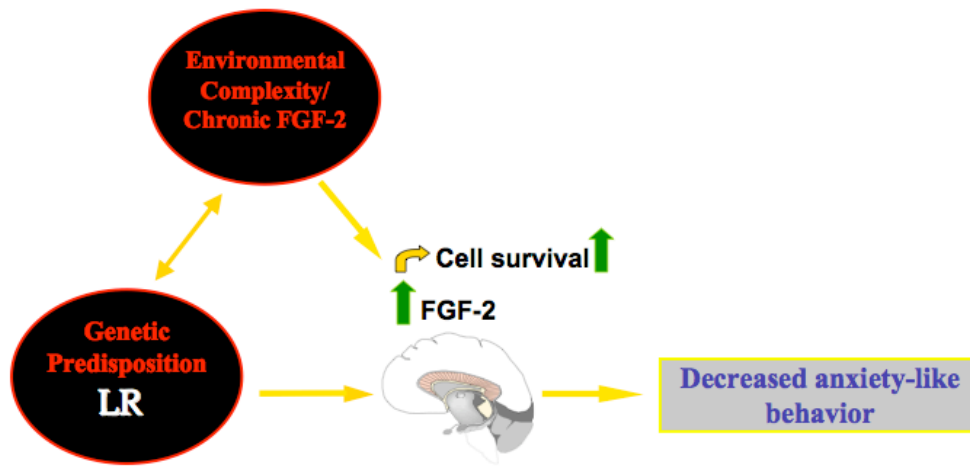 Environmental
Complexity/
Chronic FGF-2
Cell survival
FGF-2
Genetic
Predisposition
LR
Decreased anxiety-like
behavior